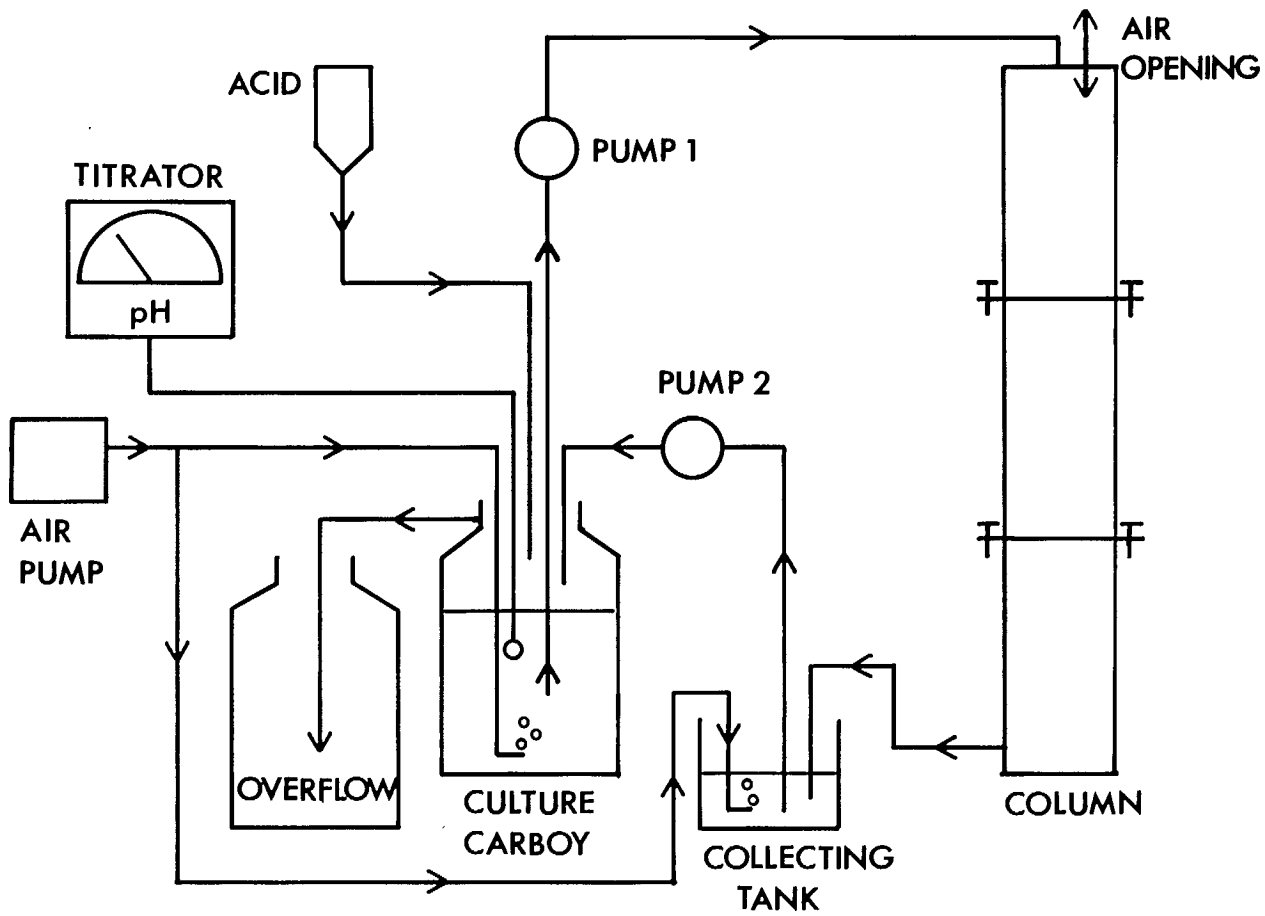 AIR
OPENING
ACID
PUMP 1
TITRATOR
pH
PUMP 2
AIR
PUMP
OVERFLOW
CULTURE
CARBOY
COLUMN
COLLECTING
TANK